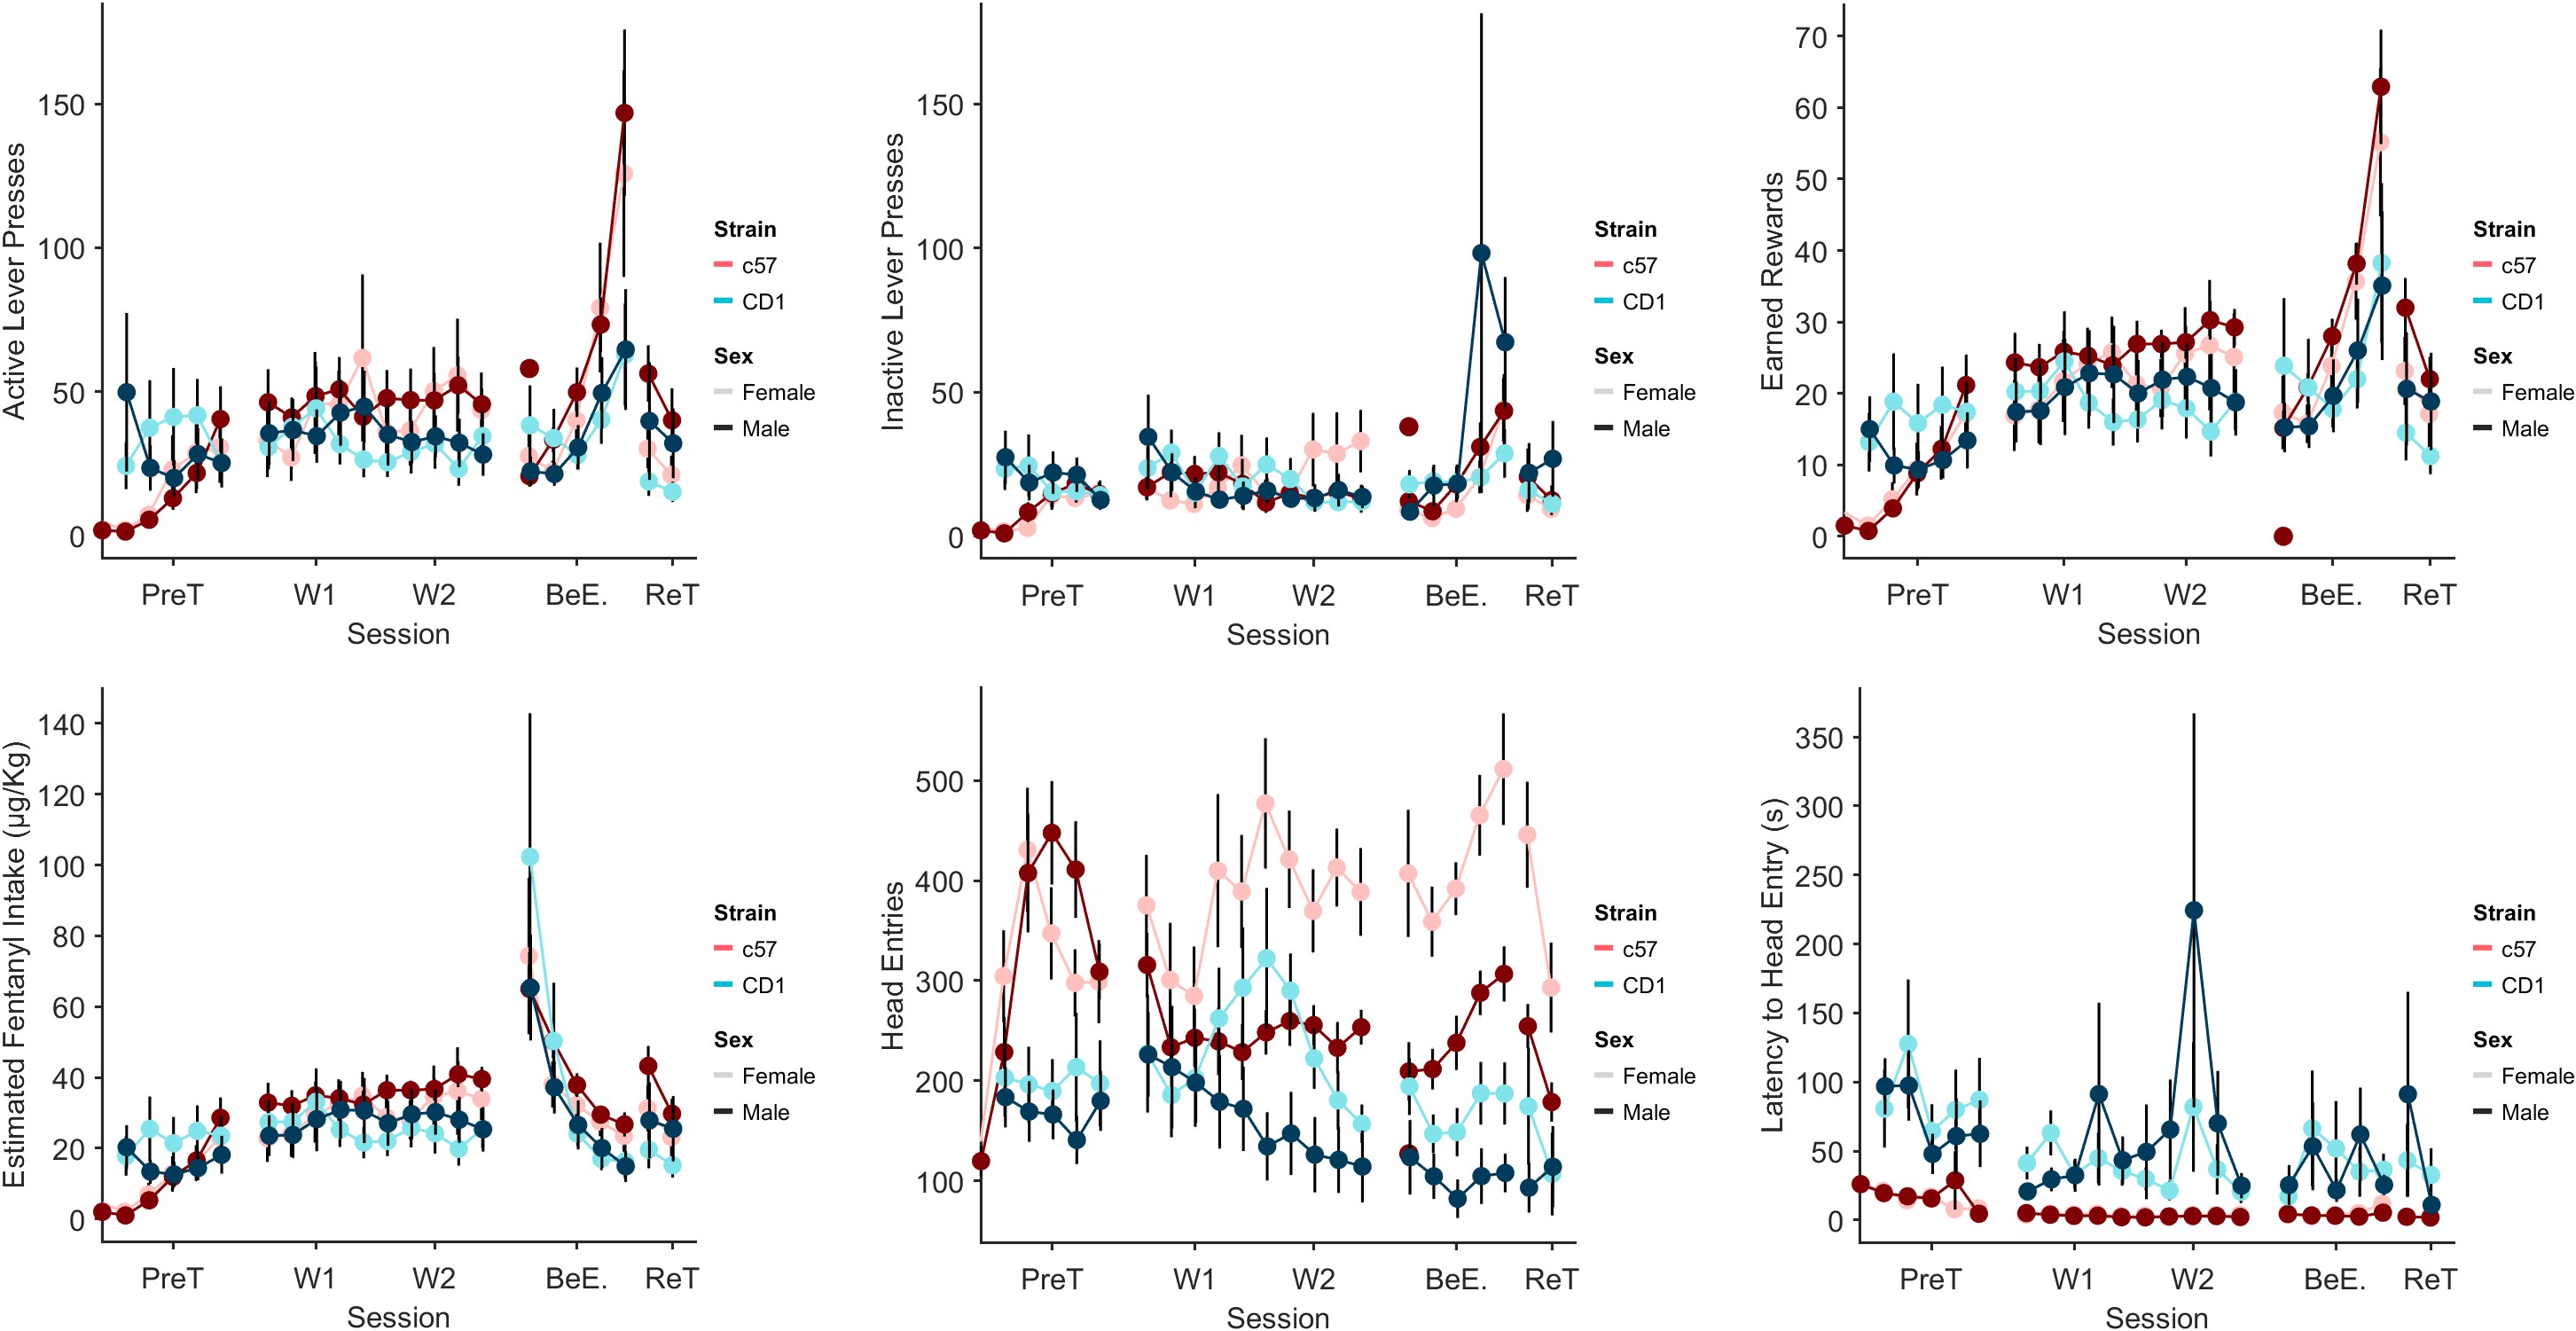 Active Lever Presses
150
100
50
0
PreT W1 W2 BeE. ReT
Session
Strain
c57
CD1
Sex
Female
Male
Inactive Lever Presses
150
100
50
0
PreT W1 W2 BeE. ReT
Session
Strain
c57
CD1
Sex
Female
Male
Earned Rewards
70
60
50
40
30
20
10
0
PreT W1 W2 BeE. ReT
Session
Strain
c57
CD1
Sex
Female
Male
Estimated Fentanyl Intake (μg/Kg)
140
120
100
80
60
40
20
0
PreT W1 W2 BeE. ReT
Session
Strain
c57
CD1
Sex
Female
Male
Head Entries
500
400
300
200
100
PreT W1 W2 BeE. ReT
Session
Strain
c57
CD1
Sex
Female
Male
Latency to Head Entry (s)
350
300
250
200
150
100
50
0
PreT W1 W2 BeE. ReT
Session
Strain
c57
CD1
Sex
Female
Male